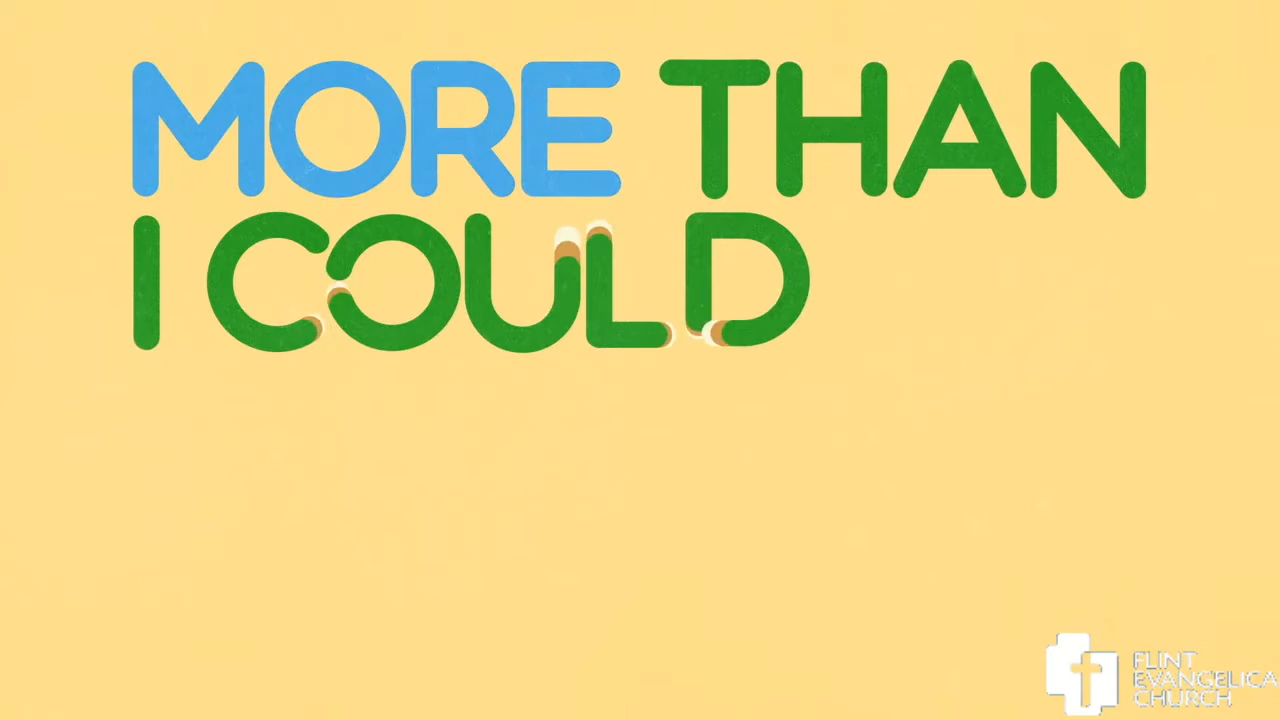 MORE THAN
I COULD
FLINT
EVANGELICA
CHURCH